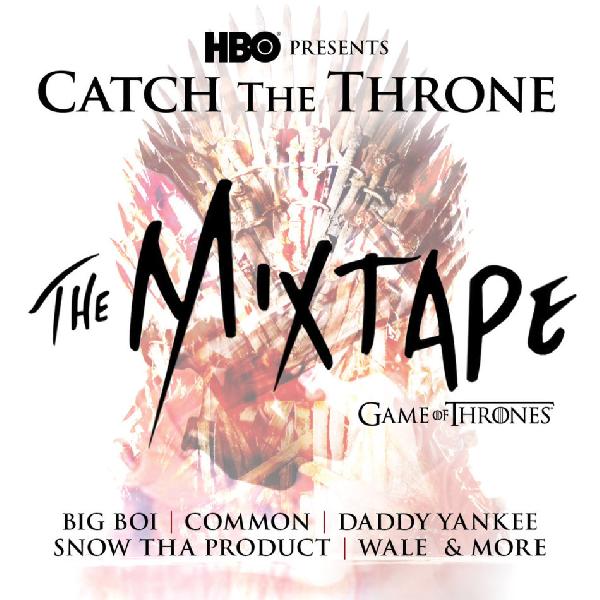 HBO® PRESENTS
CATCH THE THRONE
THE MIXTAPE
GAME OF THRONES
BIG BOI | COMMON | DADDY YANKEE
SNOW THA PRODUCT | WALE & MORE